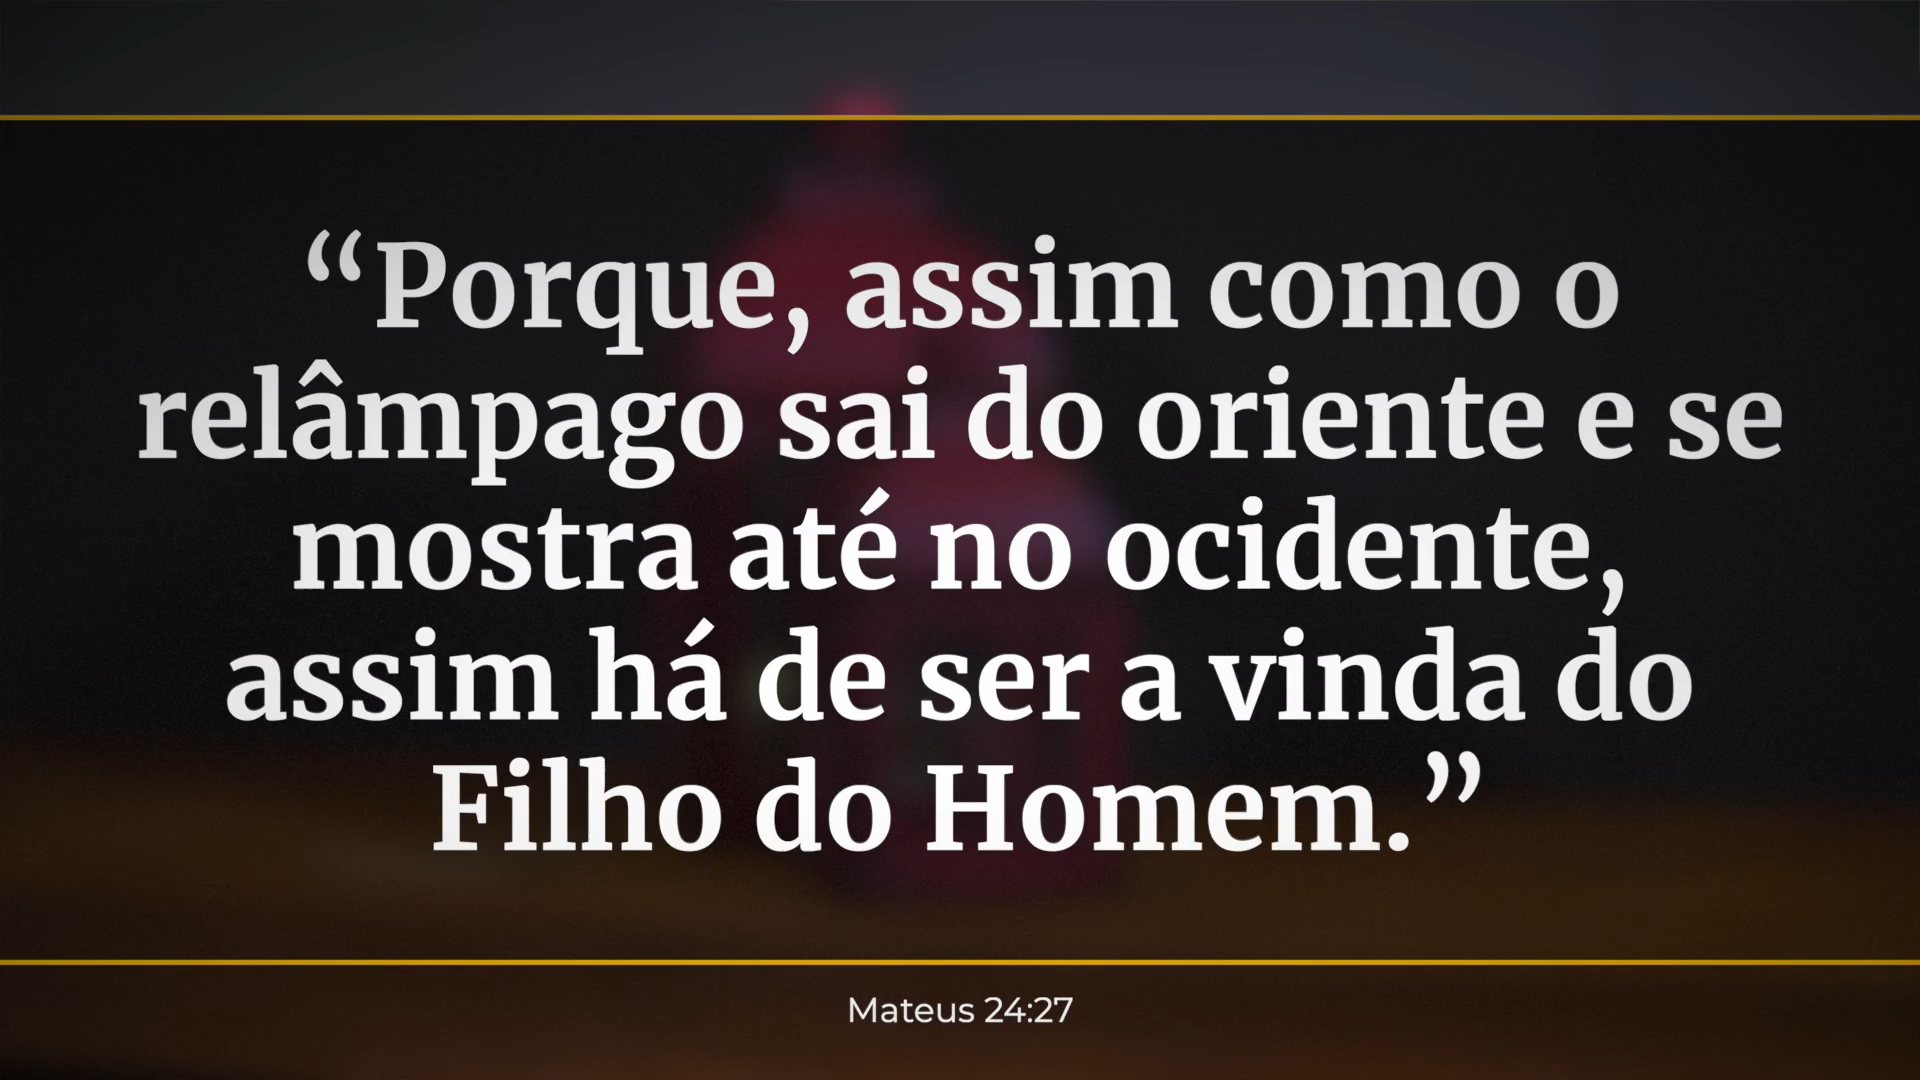 “Porque, assim como o
relâmpago sai do oriente e se
mostra até no ocidente,
assim há de ser a vinda do
Filho do Homem.”
Mateus 24:27